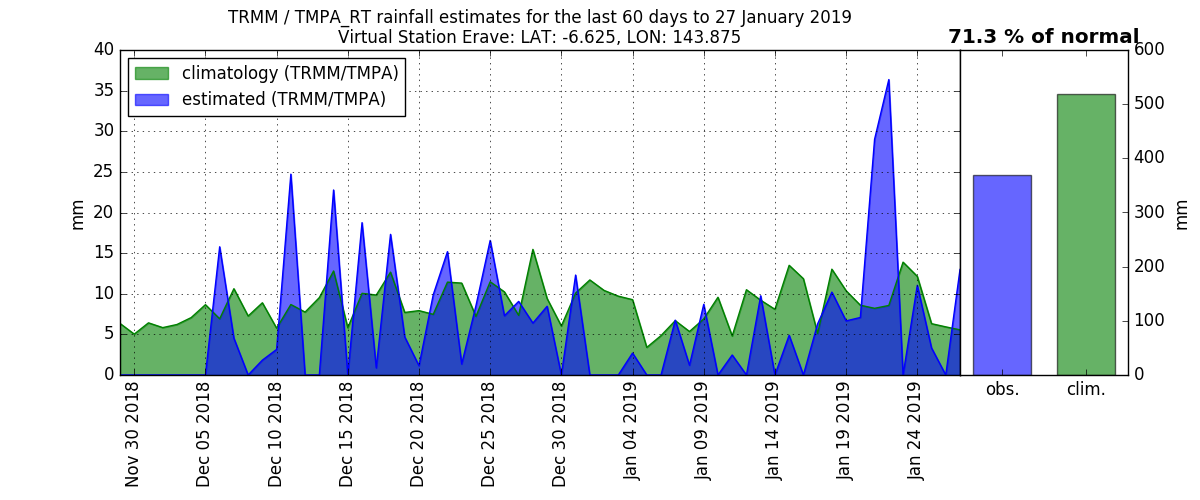 TRMM / TMPA_RT rainfall estimates for the last 60 days to 27 January 2019
Virtual Station Erave: LAT: -6.625, LON: 143.875
71.3 % of normal
climatology (TRMM/TMPA)
estimated (TRMM/TMPA)
40
35
30
25
20
15
10
5
0
mm
Nov 30 2018
Dec 05 2018
Dec 10 2018
Dec 15 2018
Dec 20 2018
Dec 25 2018
Dec 30 2018
Jan 04 2019
Jan 09 2019
Jan 14 2019
Jan 19 2019
Jan 24 2019
obs.
clim.
600
500
400
300
200
100
0
mm